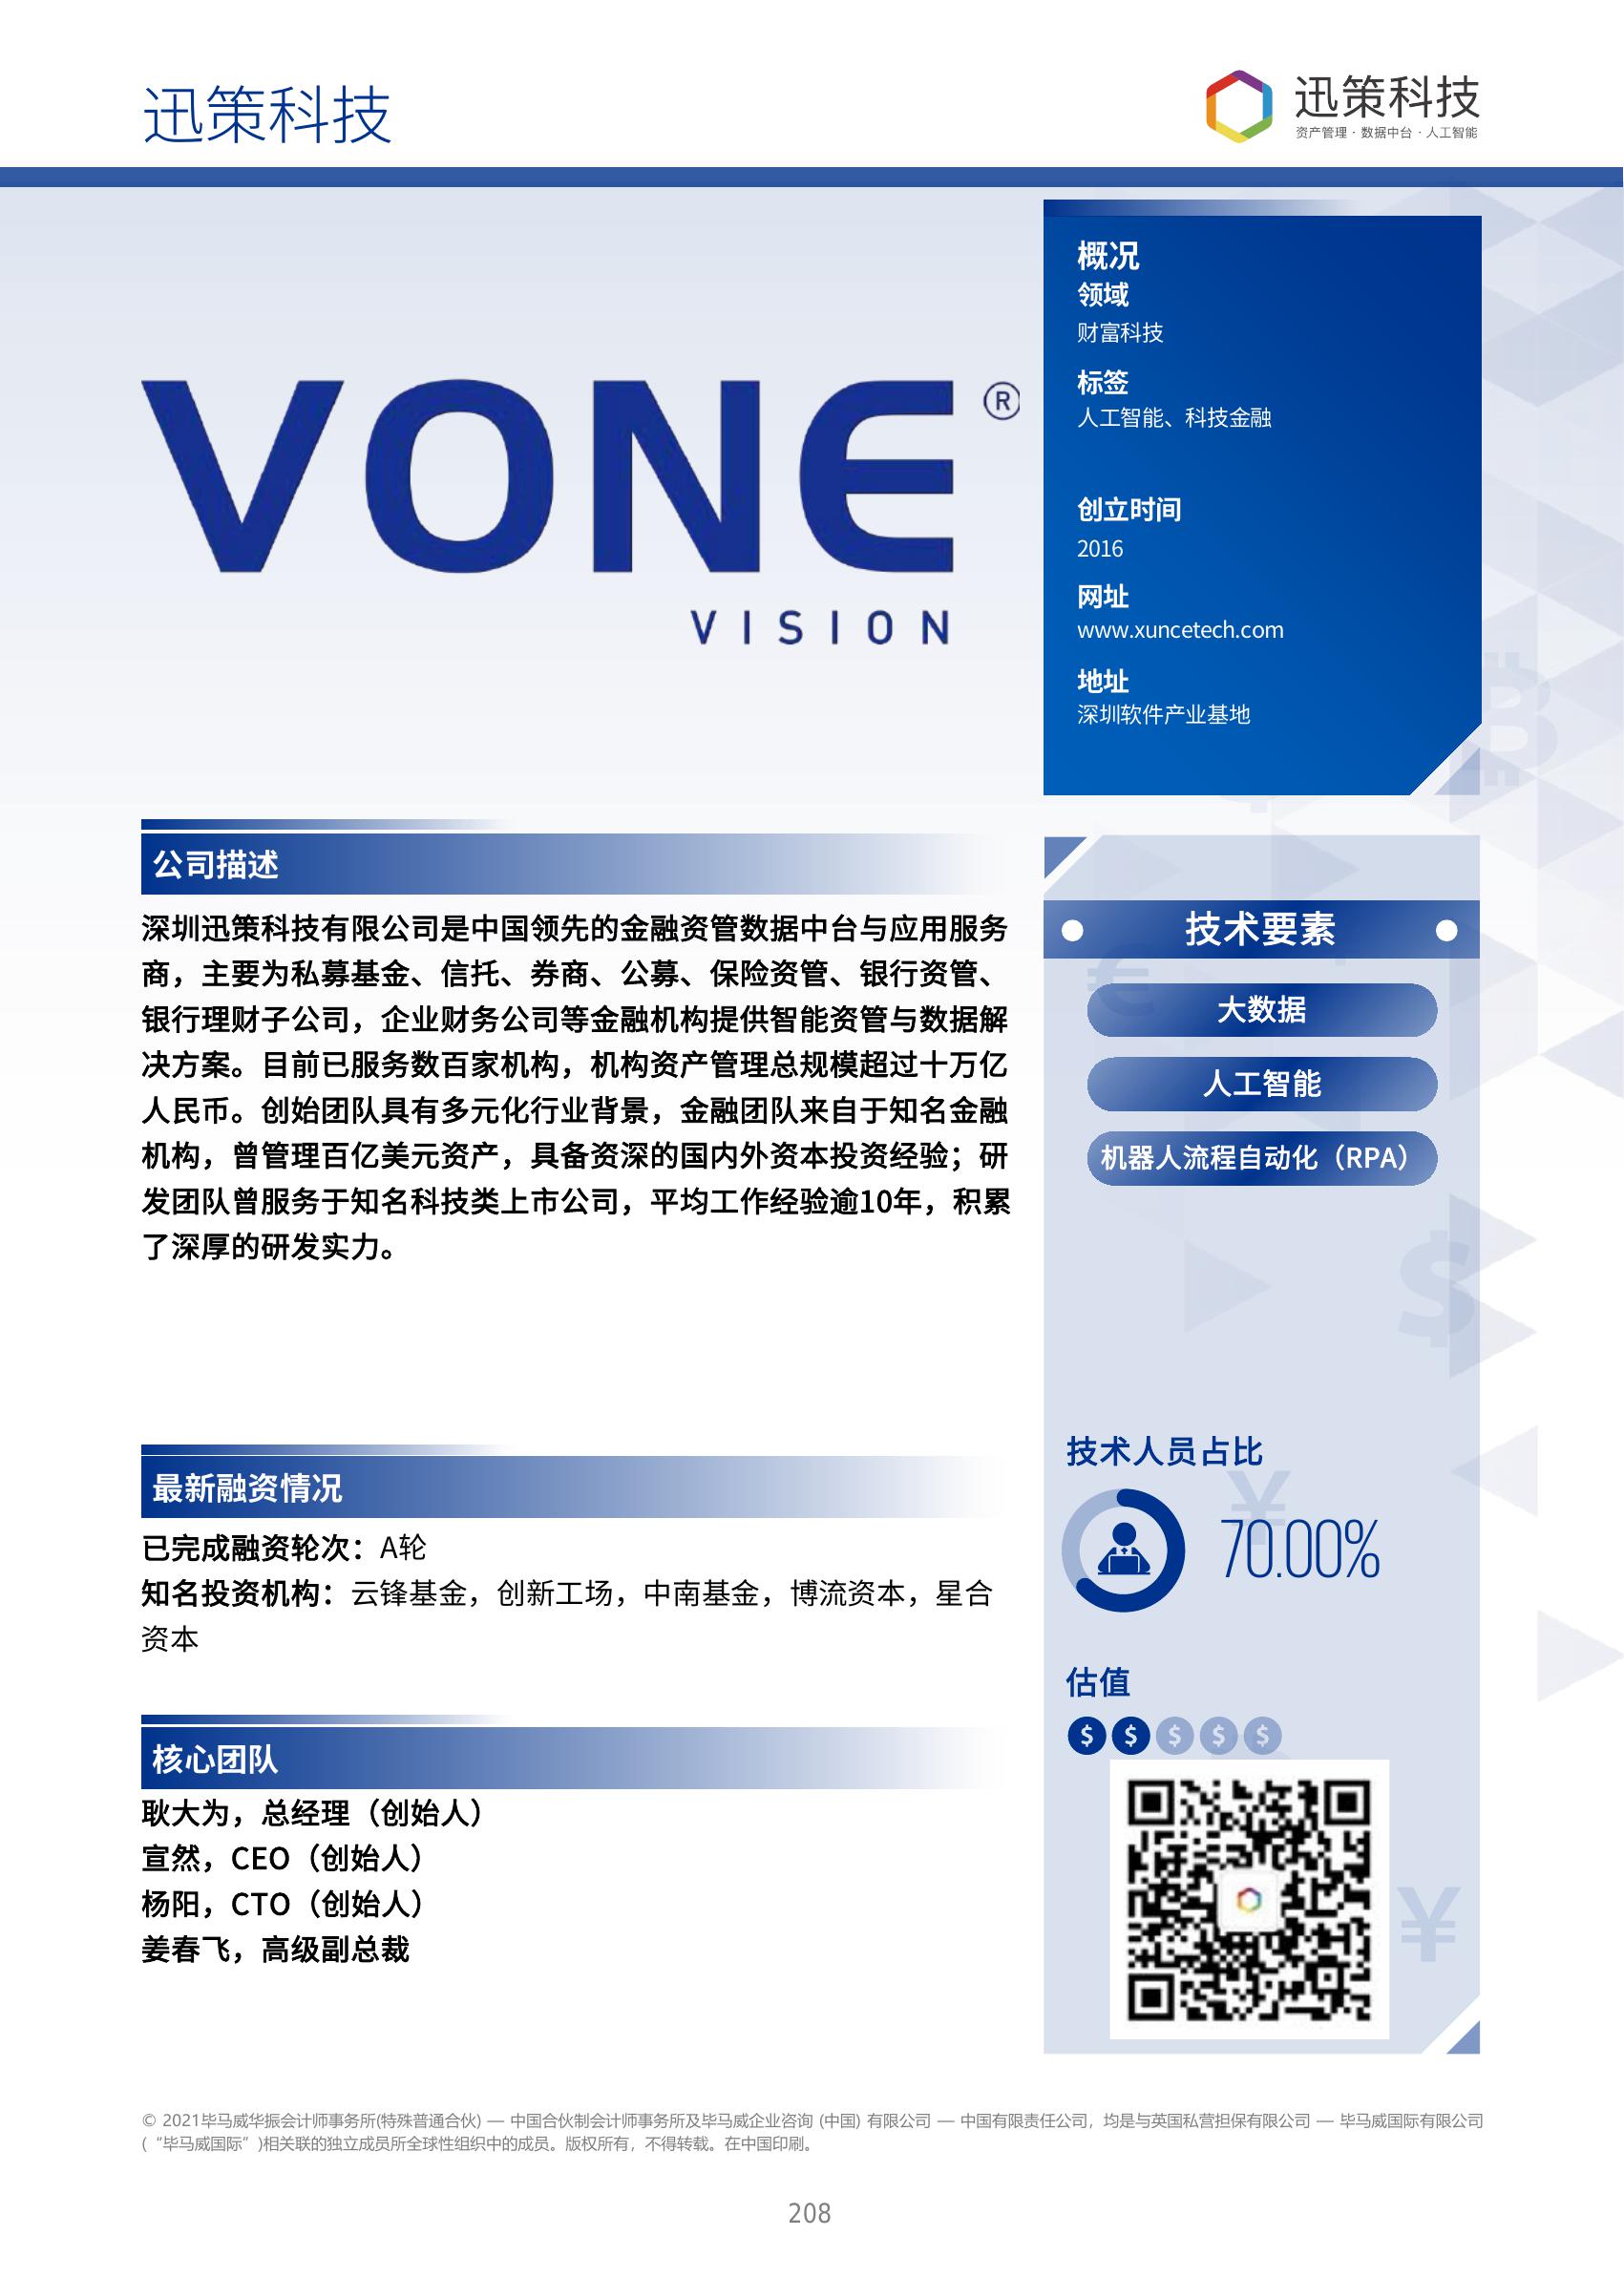 迅策科技
迅策科技
资产管理 · 数据中台 · 人工智能
VONE®
VISION
概况
领域
财富科技
标签
人工智能、科技金融
创立时间
2016
网址
www.xuncetech.com
地址
深圳软件产业基地
公司描述
深圳迅策科技有限公司是中国领先的金融资管数据中台与应用服务
商，主要为私募基金、信托、券商、公募、保险资管、银行资管、
银行理财子公司，企业财务公司等金融机构提供智能资管与数据解
决方案。目前已服务数百家机构，机构资产管理总规模超过十万亿
人民币。创始团队具有多元化行业背景，金融团队来自于知名金融
机构，曾管理百亿美元资产，具备资深的国内外资本投资经验；研
发团队曾服务于知名科技类上市公司，平均工作经验逾10年，积累
了深厚的研发实力。
最新融资情况
已完成融资轮次：A轮
知名投资机构：云锋基金，创新工场，中南基金，博流资本，星合
资本
核心团队
耿大为，总经理（创始人）
宣然，CEO（创始人）
杨阳，CTO（创始人）
姜春飞，高级副总裁
技术要素
大数据
人工智能
机器人流程自动化（RPA）
技术人员占比
70.00%
估值
$ $ $ $ $
© 2021毕马威华振会计师事务所(特殊普通合伙) — 中国合伙制会计师事务所及毕马威企业咨询 (中国) 有限公司 — 中国有限责任公司，均是与英国私营担保有限公司 — 毕马威国际有限公司
(“毕马威国际”)相关联的独立成员所全球性组织中的成员。版权所有，不得转载。在中国印刷。
208